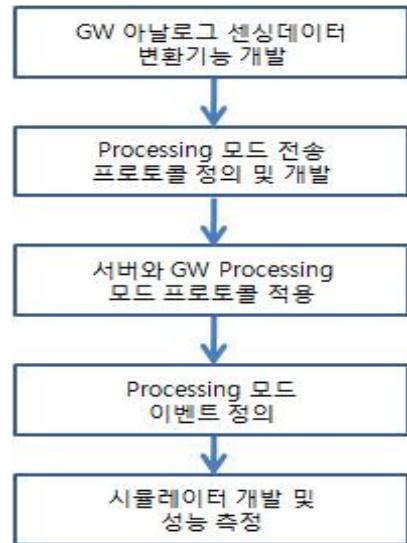 GW 아날로그 센싱데이터
변환기능 개발
Processing 모드 전송
프로토콜 정의 및 개발
서버와 GW Processing
모드 프로토콜 적용
Processing 모드
이벤트 정의
시뮬레이터 개발 및
성능 측정